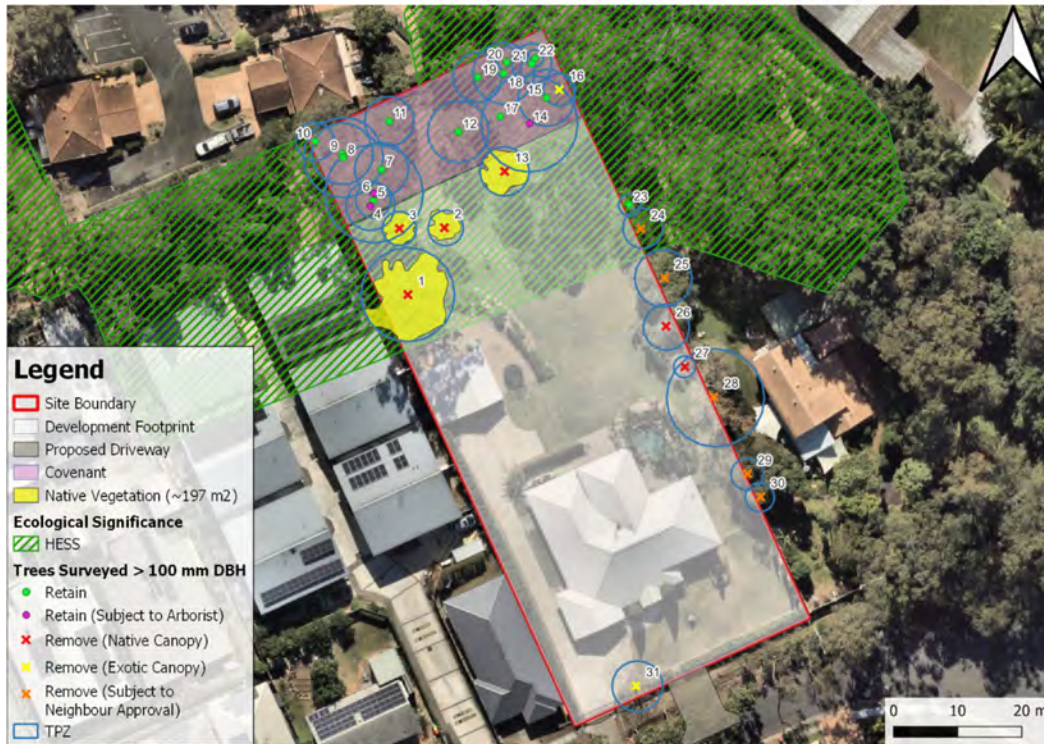 20
21
22
19
18
16
15
17
14
11
12
10
9
8
7
13
6
5
4
3
2
23
24
1
25
26
27
28
29
30
31
Legend
Site Boundary
Development Footprint
Proposed Driveway
Covenant
Native Vegetation (~197 m2)
Ecological Significance
HESS
Trees Surveyed > 100 mm DBH
Retain
Retain (Subject to Arborist)
Remove (Native Canopy)
Remove (Exotic Canopy)
Remove (Subject to
Neighbour Approval)
TPZ
0 10 20 m